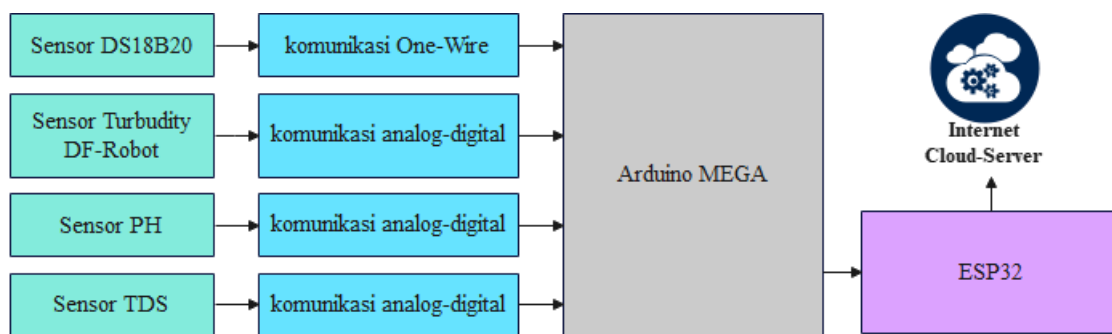 Sensor DS18B20
komunikasi One-Wire
Sensor Turbudity
DF-Robot
komunikasi analog-digital
Sensor PH
komunikasi analog-digital
Sensor TDS
komunikasi analog-digital
Arduino MEGA
Internet
Cloud-Server
ESP32